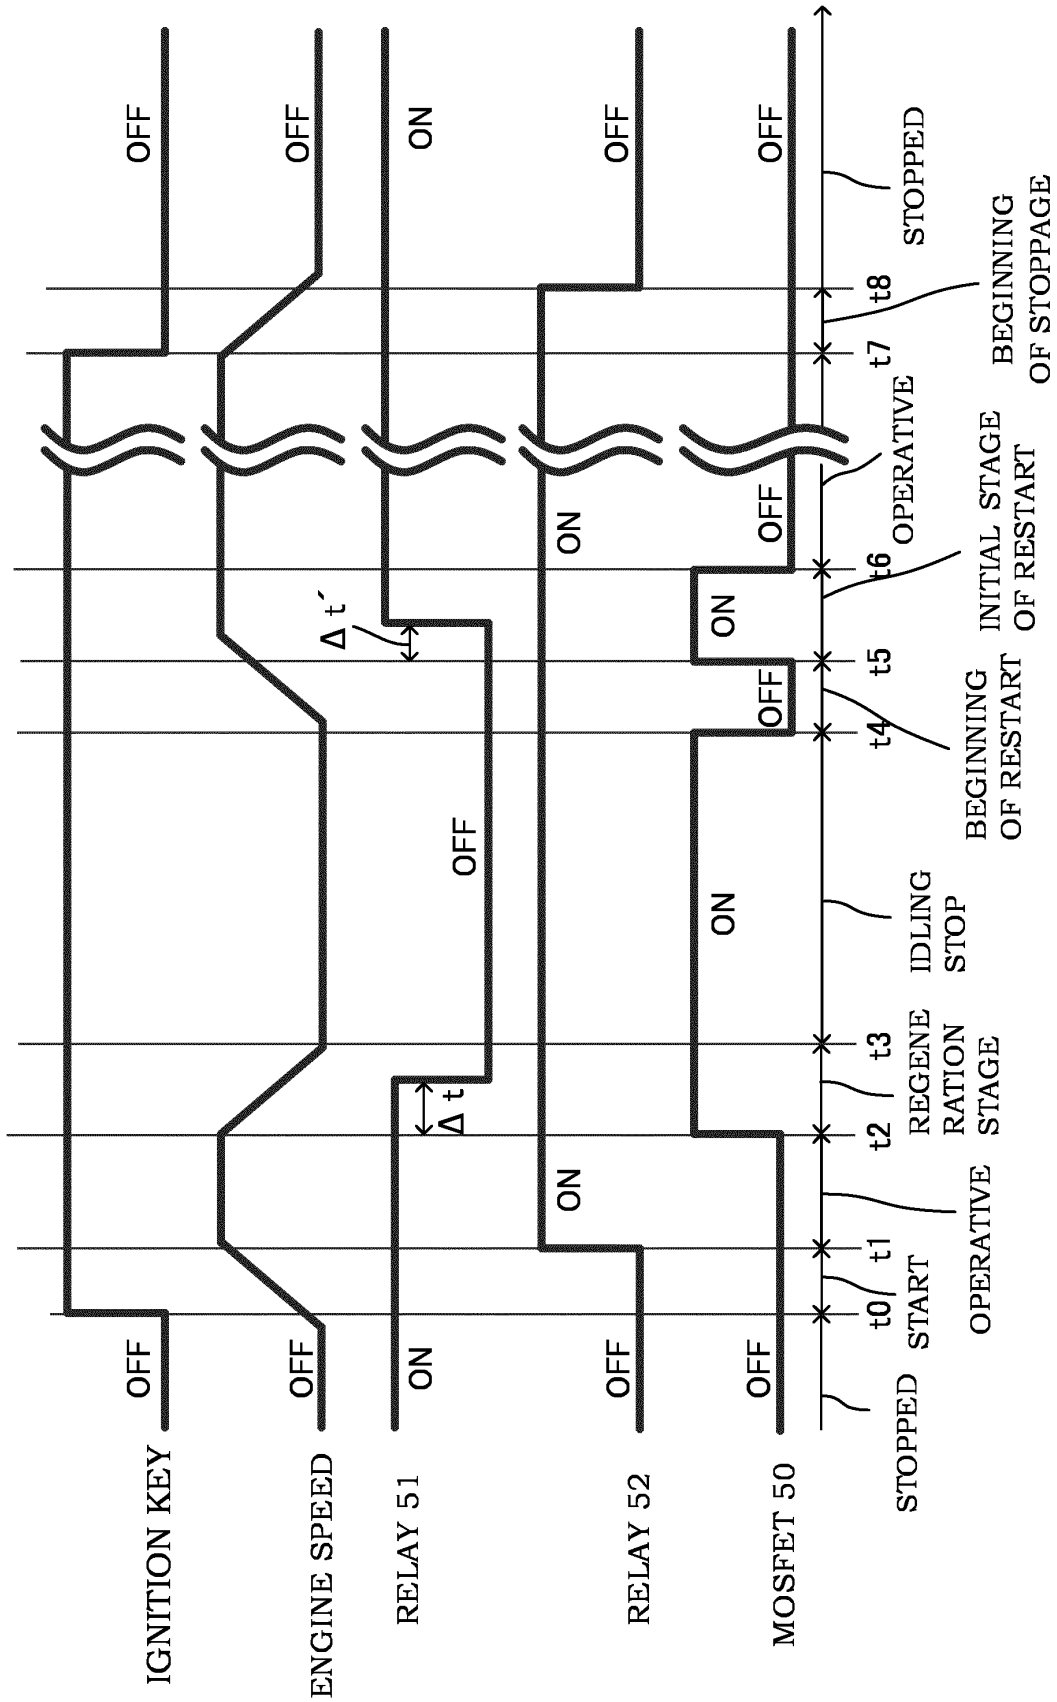 IGNITION KEY
OFF
OFF
ENGINE SPEED
OFF
OFF
RELAY 51
ON
Δt
OFF
Δt´
ON
RELAY 52
OFF
ON
ON
OFF
MOSFET 50
OFF
ON
OFF
ON
OFF
OFF
t0
t1
t2
t3
t4
t5
t6
t7
t8
STOPPED
START
OPERATIVE
REGENE
RATION
STAGE
IDLING
STOP
BEGINNING
OF RESTART
INITIAL STAGE
OF RESTART
OPERATIVE
BEGINNING
OF STOPPAGE
STOPPED